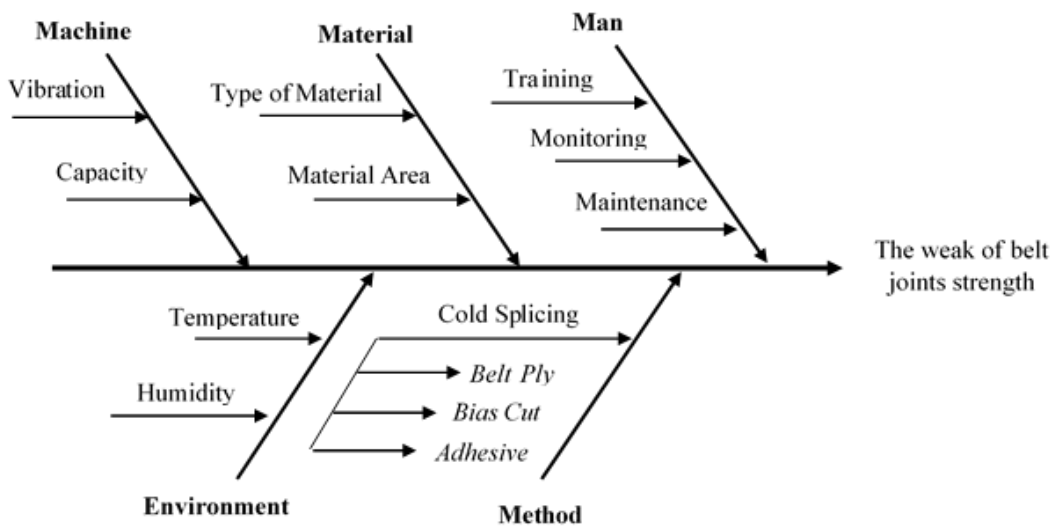 Machine
Material
Man
Vibration
Type of Material
Training
Monitoring
Capacity
Material Area
Maintenance
The weak of belt
joints strength
Temperature
Cold Splicing
Belt Ply
Humidity
Bias Cut
Adhesive
Environment
Method